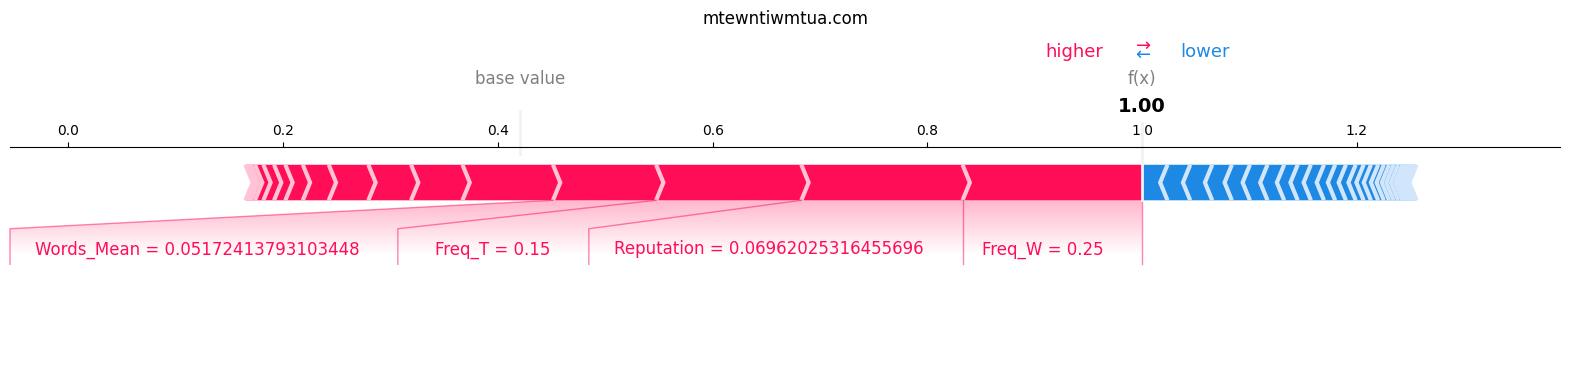 mtewntiwmtua.com
higher ⇄ lower
base value f(x)
1.00
0.0 0.2 0.4 0.6 0.8 1.0 1.2
Words_Mean = 0.05172413793103448 Freq_T = 0.15 Reputation = 0.06962025316455696 Freq_W = 0.25